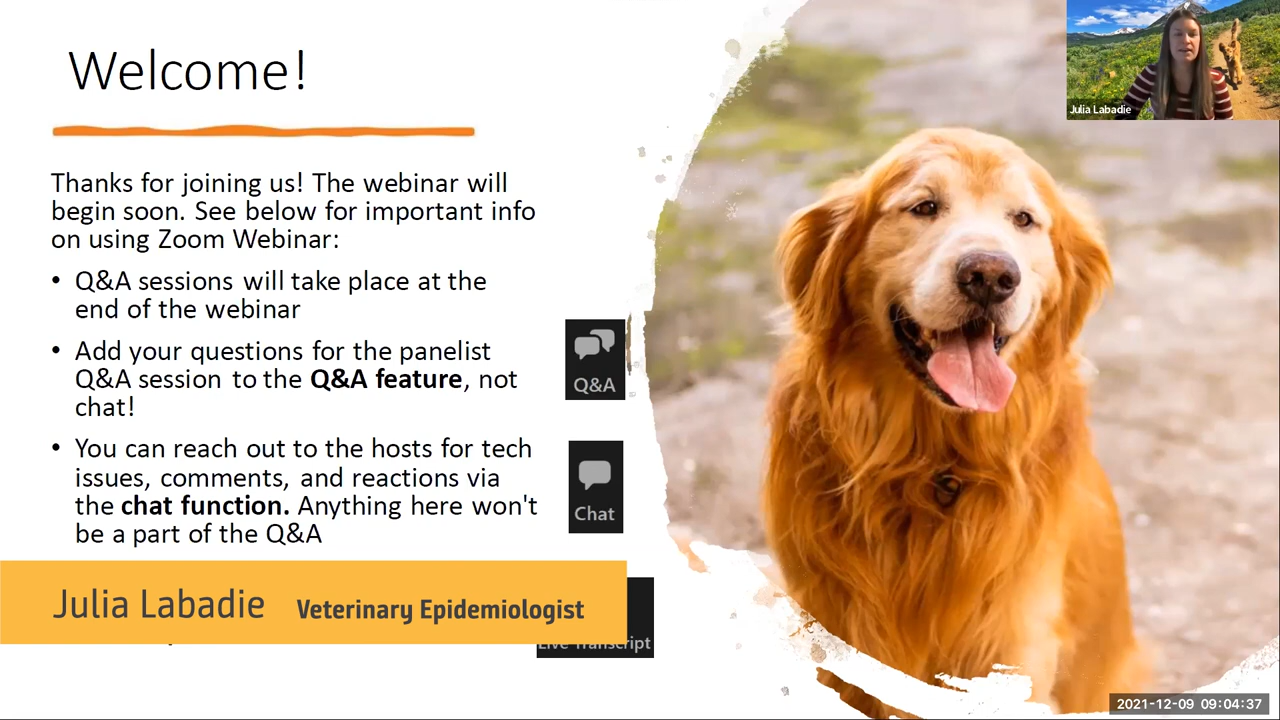 Welcome!
Julia Labadie
Thanks for joining us! The webinar will
begin soon. See below for important info
on using Zoom Webinar:
• Q&A sessions will take place at the
end of the webinar
• Add your questions for the panelist
Q&A session to the Q&A feature, not
chat!
Q&A
• You can reach out to the hosts for tech
issues, comments, and reactions via
the chat function. Anything here won't
be a part of the Q&A
Chat
Julia Labadie Veterinary Epidemiologist
Live Transcript
2021-12-09 09:04:37